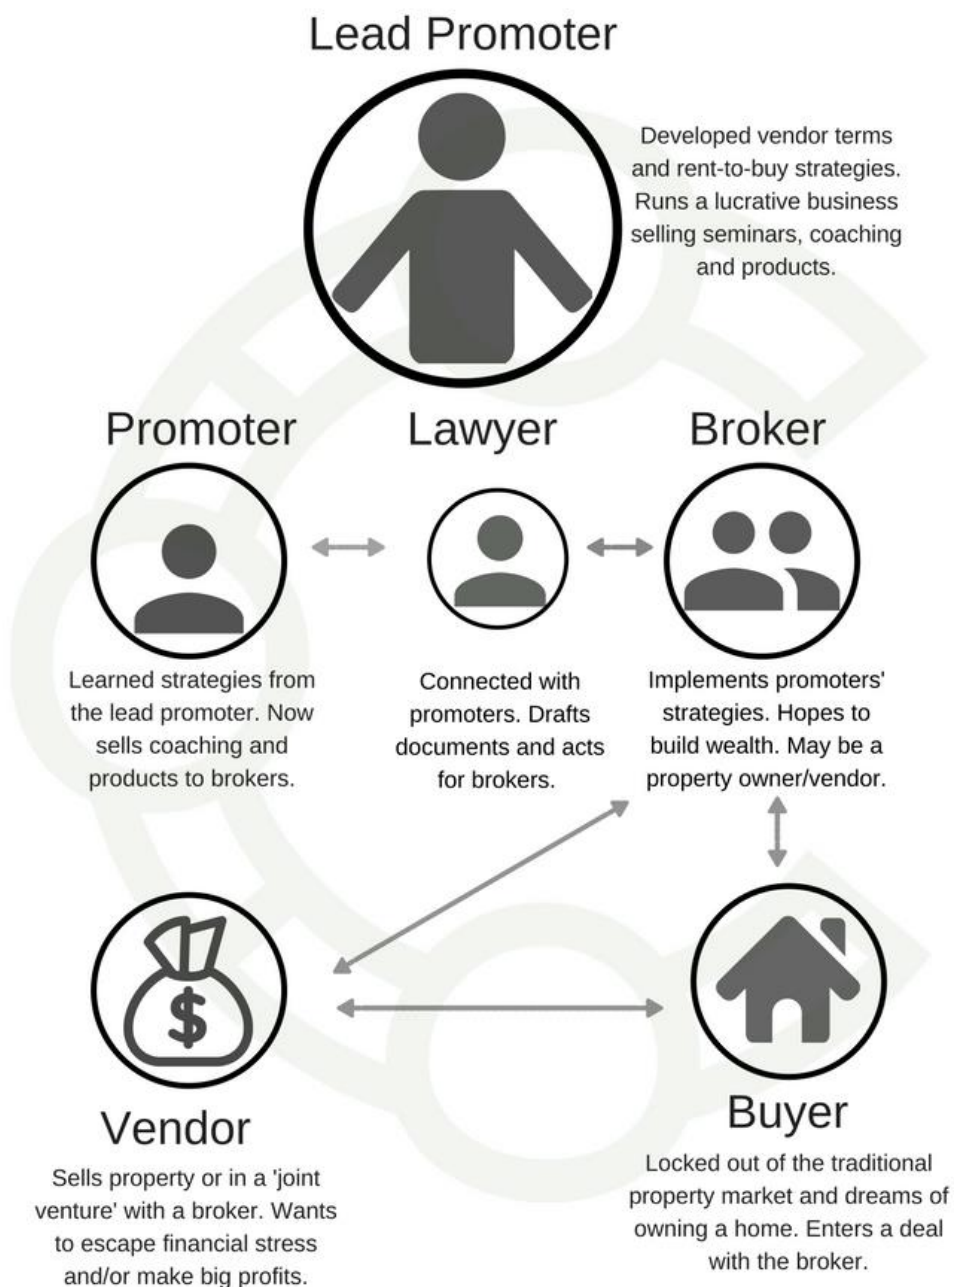 Lead Promoter
Developed vendor terms
and rent-to-buy strategies.
Runs a lucrative business
selling seminars, coaching
and products.
Promoter
Lawyer
Broker
Learned strategies from
the lead promoter. Now
sells coaching and
products to brokers.
Connected with
promoters. Drafts
documents and acts
for brokers.
Implements promoters'
strategies. Hopes to
build wealth. May be a
property owner/vendor.
$
Vendor
Sells property or in a 'joint
venture' with a broker. Wants
to escape financial stress
and/or make big profits.
Buyer
Locked out of the traditional
property market and dreams of
owning a home. Enters a deal
with the broker.